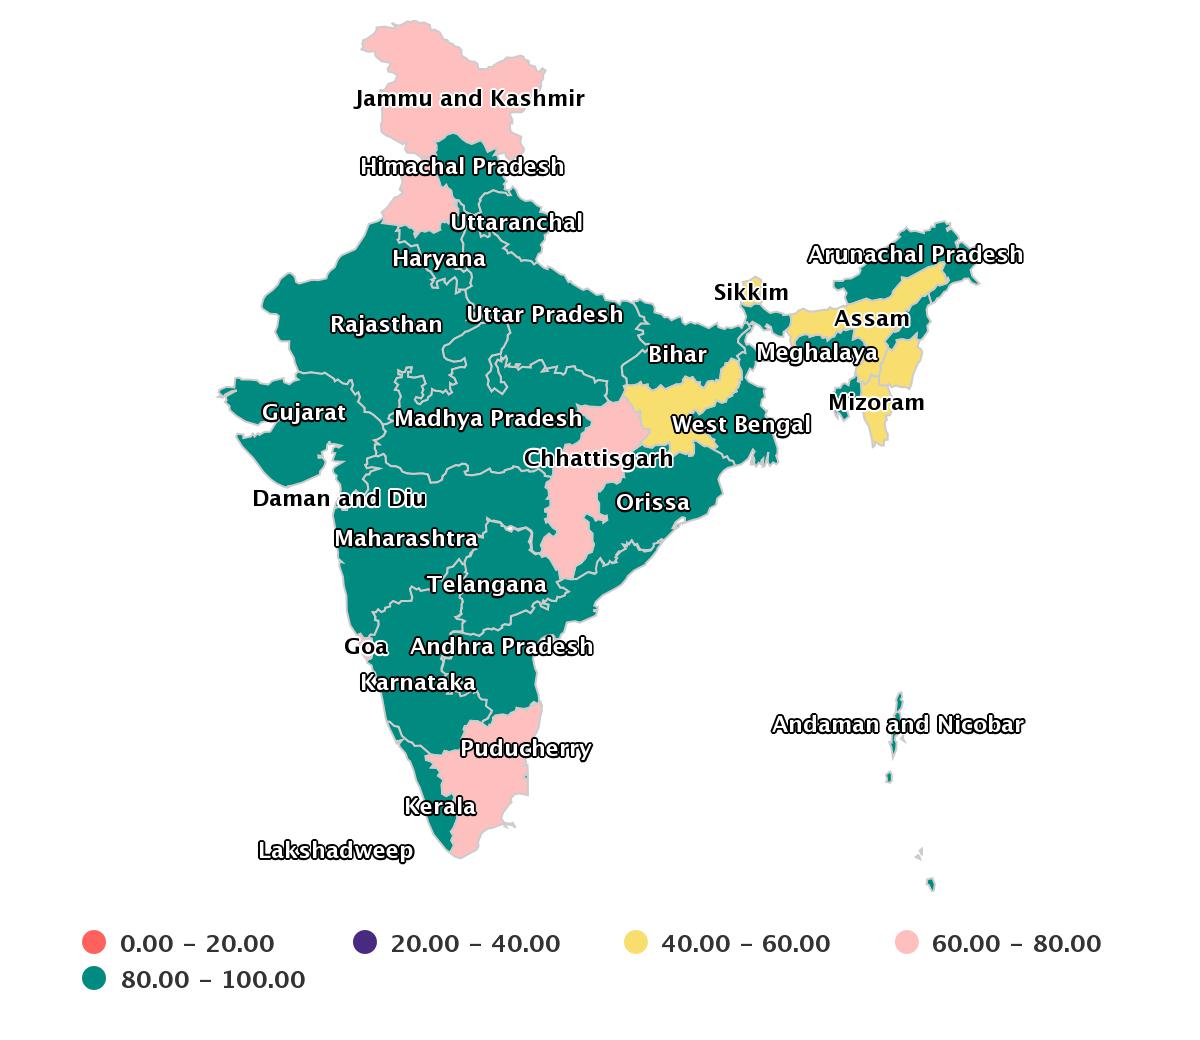 Jammu and Kashmir
Himachal Pradesh
Uttaranchal
Haryana
Arunachal Pradesh
Sikkim
Uttar Pradesh
Assam
Rajasthan
Bihar
Meghalaya
Mizoram
Gujarat
Madhya Pradesh
West Bengal
Chhattisgarh
Daman and Diu
Orissa
Maharashtra
Telangana
Goa
Andhra Pradesh
Karnataka
Andaman and Nicobar
Puducherry
Kerala
Lakshadweep
0.00 – 20.00
20.00 – 40.00
40.00 – 60.00
60.00 – 80.00
80.00 – 100.00